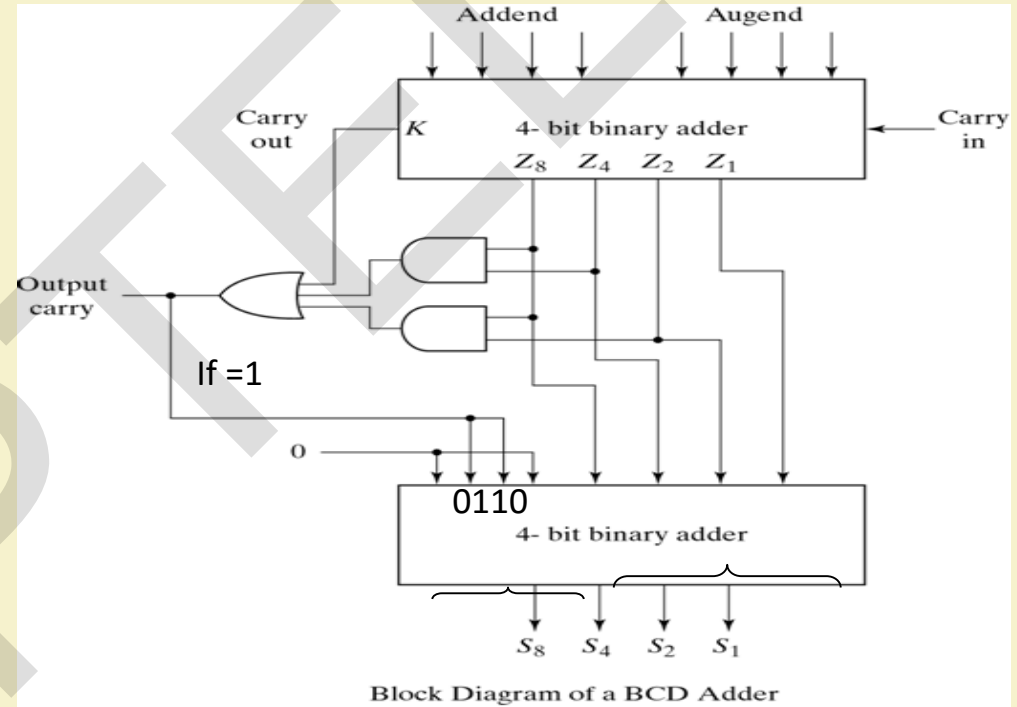 Addend Augend
Carry
out
K 4- bit binary adder
Carry
in
Z8 Z4 Z2 Z1
Output
carry
If =1
0
0110
4- bit binary adder
S8 S4 S2 S1
Block Diagram of a BCD Adder
PTEL